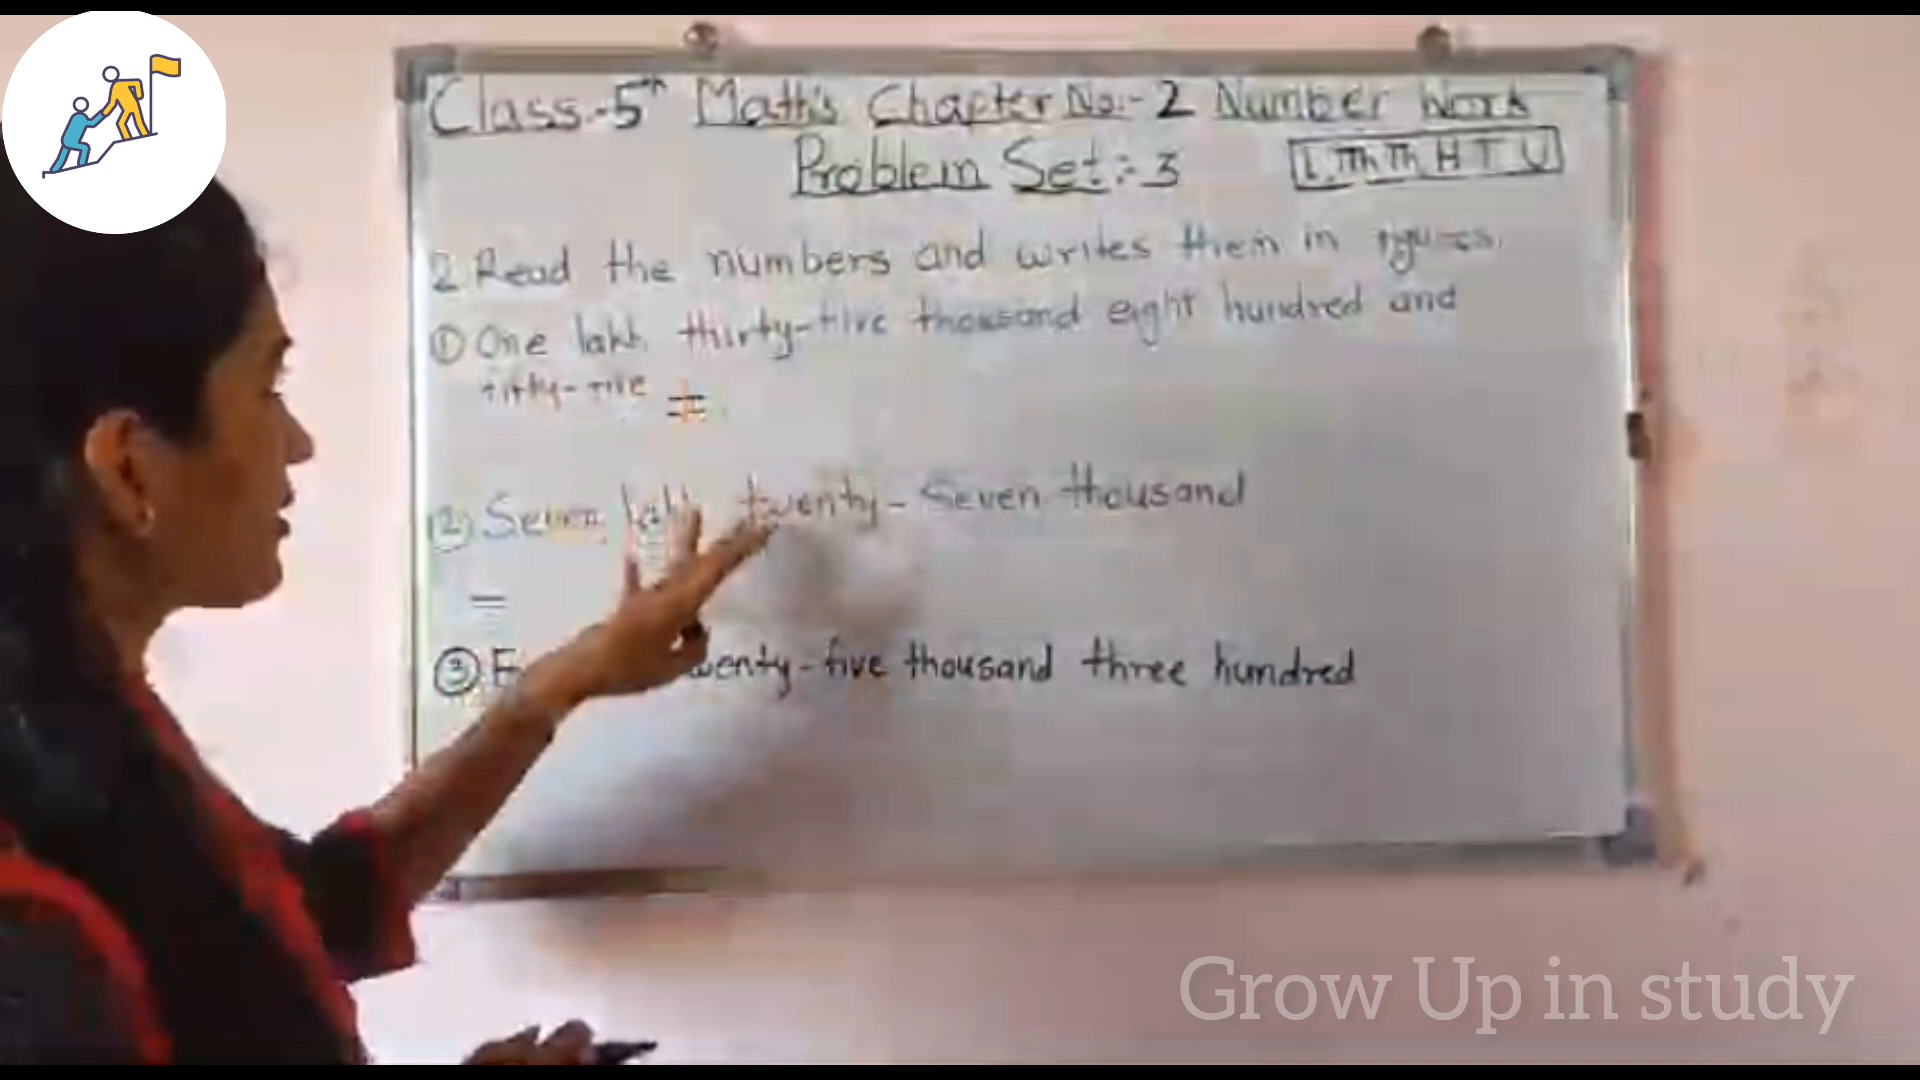 Class:-5th Math's Chapter No:-2 Number Work
Problem Set:-3
L TTh Th H T U
2 Read the numbers and writes them in figures.
① One lakh thirty-five thousand eight hundred and
fifty-five =
② Seven lakh twenty-seven thousand
=
③ twenty-five thousand three hundred
Grow Up in study